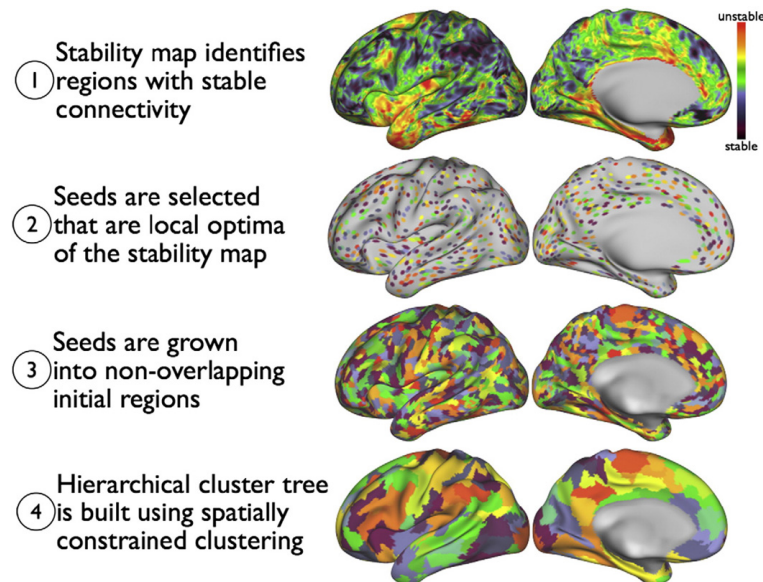 unstable
stable
1
Stability map identifies
regions with stable
connectivity
2
Seeds are selected
that are local optima
of the stability map
3
Seeds are grown
into non-overlapping
initial regions
4
Hierarchical cluster tree
is built using spatially
constrained clustering